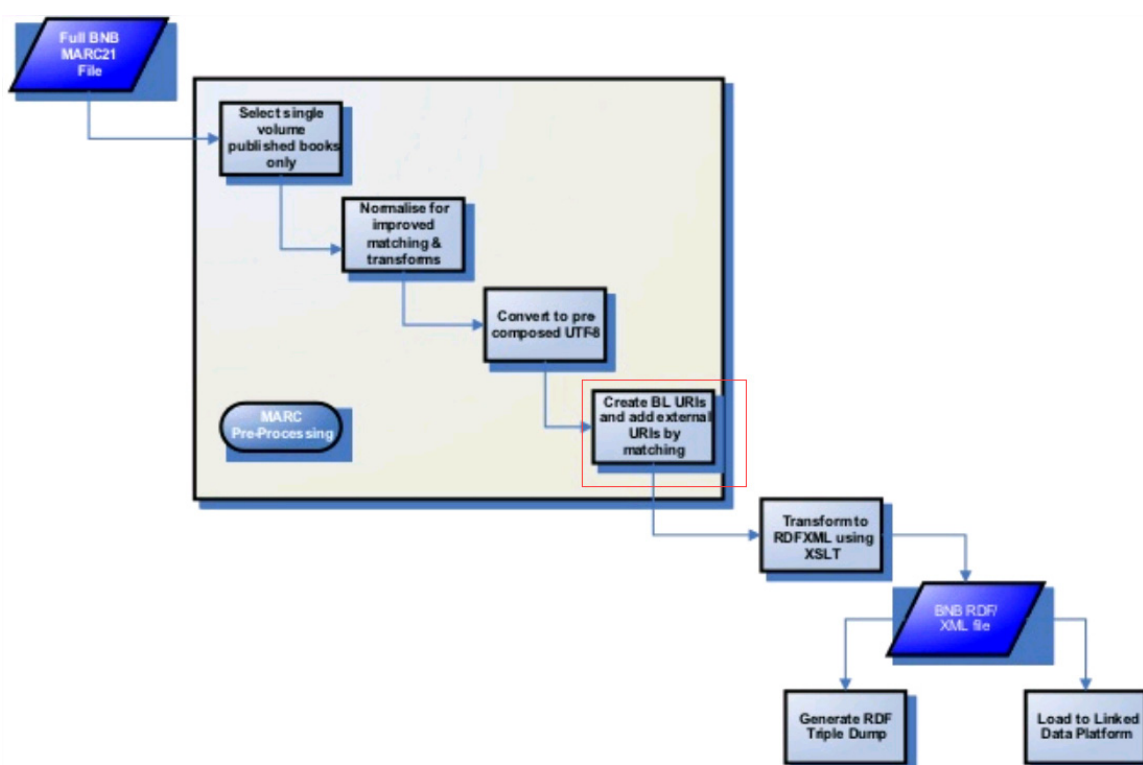 Full BNB
MARC21
File
Select single
volume
published books
only
Normalise for
improved
matching &
transforms
Convert to pre
composed UTF-8
Create BL URIs
and add external
URIs by
matching
MARC
Pre-Processing
Transform to
RDFXML using
XSLT
BNB RDF/
XML file
Generate RDF
Triple Dump
Load to Linked
Data Platform